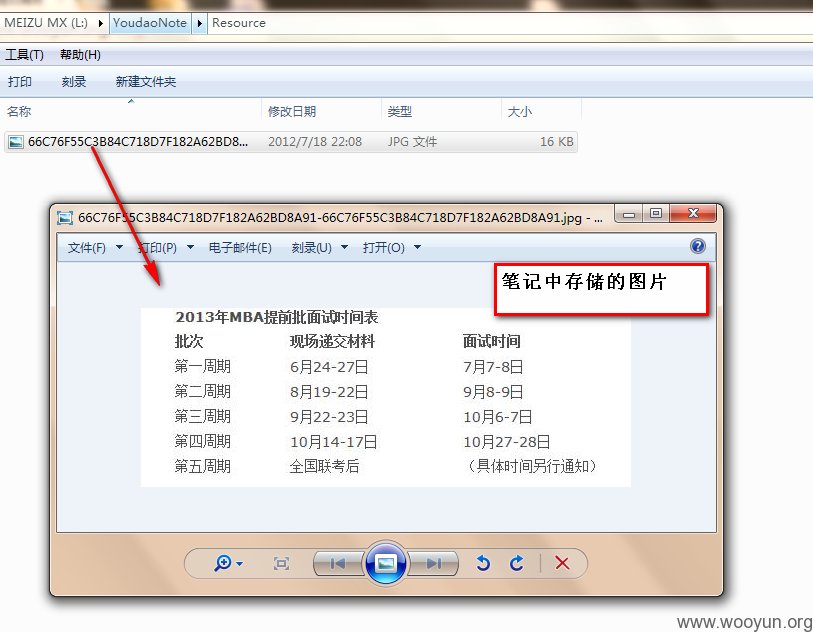 MEIZU MX (L:) ▸ YoudaoNote ▸ Resource
工具(T) 帮助(H)
打印 刻录 新建文件夹
名称 修改日期 类型 大小
66C76F55C3B84C718D7F182A62BD8... 2012/7/18 22:08 JPG 文件 16 KB
66C76F55C3B84C718D7F182A62BD8A91-66C76F55C3B84C718D7F182A62BD8A91.jpg - ...
文件(F) 打印(P) 电子邮件(E) 刻录(U) 打开(O)
笔记中存储的图片
2013年MBA提前批面试时间表
批次 现场递交材料 面试时间
第一周期 6月24-27日 7月7-8日
第二周期 8月19-22日 9月8-9日
第三周期 9月22-23日 10月6-7日
第四周期 10月14-17日 10月27-28日
第五周期 全国联考后 （具体时间另行通知）
www.wooyun.org